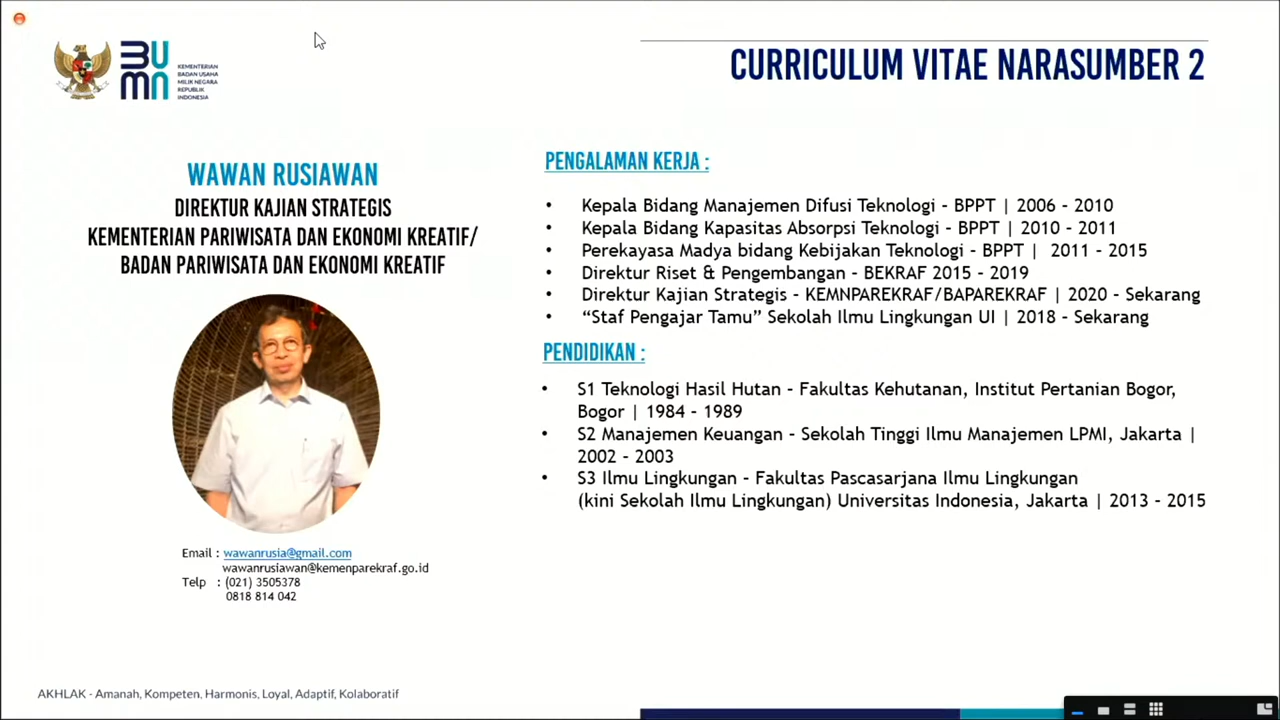 BUMN
KEMENTERIAN
BADAN USAHA
MILIK NEGARA
REPUBLIK
INDONESIA
CURRICULUM VITAE NARASUMBER 2
WAWAN RUSIAWAN
DIREKTUR KAJIAN STRATEGIS
KEMENTERIAN PARIWISATA DAN EKONOMI KREATIF/
BADAN PARIWISATA DAN EKONOMI KREATIF
Email : wawanrusia@gmail.com
wawanrusiawan@kemenparekraf.go.id
Telp : (021) 3505378
0818 814 042
PENGALAMAN KERJA :
• Kepala Bidang Manajemen Difusi Teknologi - BPPT | 2006 - 2010
• Kepala Bidang Kapasitas Absorpsi Teknologi - BPPT | 2010 - 2011
• Perekayasa Madya bidang Kebijakan Teknologi - BPPT | 2011 - 2015
• Direktur Riset & Pengembangan - BEKRAF 2015 - 2019
• Direktur Kajian Strategis - KEMNPAREKRAF/BAPAREKRAF | 2020 - Sekarang
• “Staf Pengajar Tamu” Sekolah Ilmu Lingkungan UI | 2018 - Sekarang
PENDIDIKAN :
• S1 Teknologi Hasil Hutan - Fakultas Kehutanan, Institut Pertanian Bogor,
Bogor | 1984 - 1989
• S2 Manajemen Keuangan - Sekolah Tinggi Ilmu Manajemen LPMI, Jakarta |
2002 - 2003
• S3 Ilmu Lingkungan - Fakultas Pascasarjana Ilmu Lingkungan
(kini Sekolah Ilmu Lingkungan) Universitas Indonesia, Jakarta | 2013 - 2015
AKHLAK - Amanah, Kompeten, Harmonis, Loyal, Adaptif, Kolaboratif